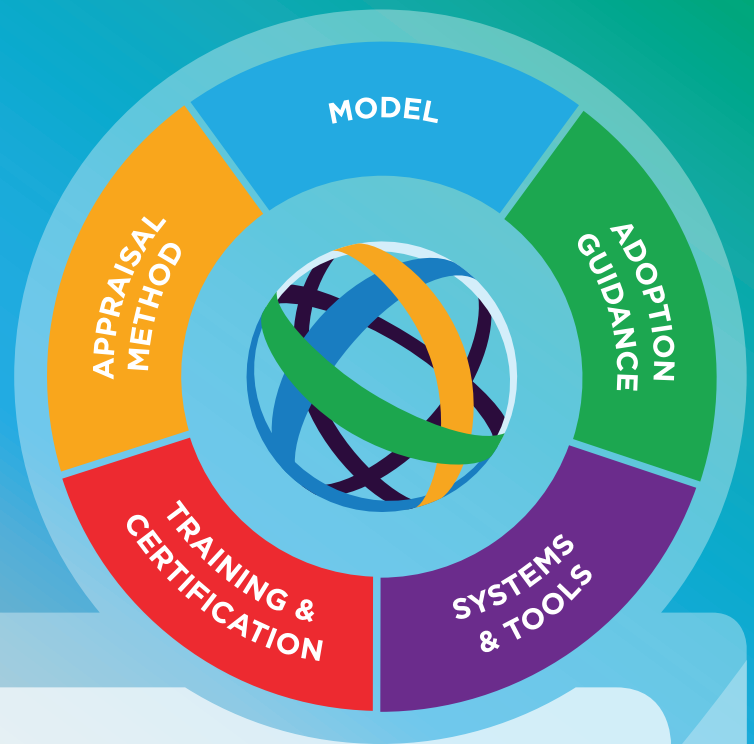 MODEL
ADOPTION
GUIDANCE
SYSTEMS
& TOOLS
TRAINING &
CERTIFICATION
APPRAISAL
METHOD